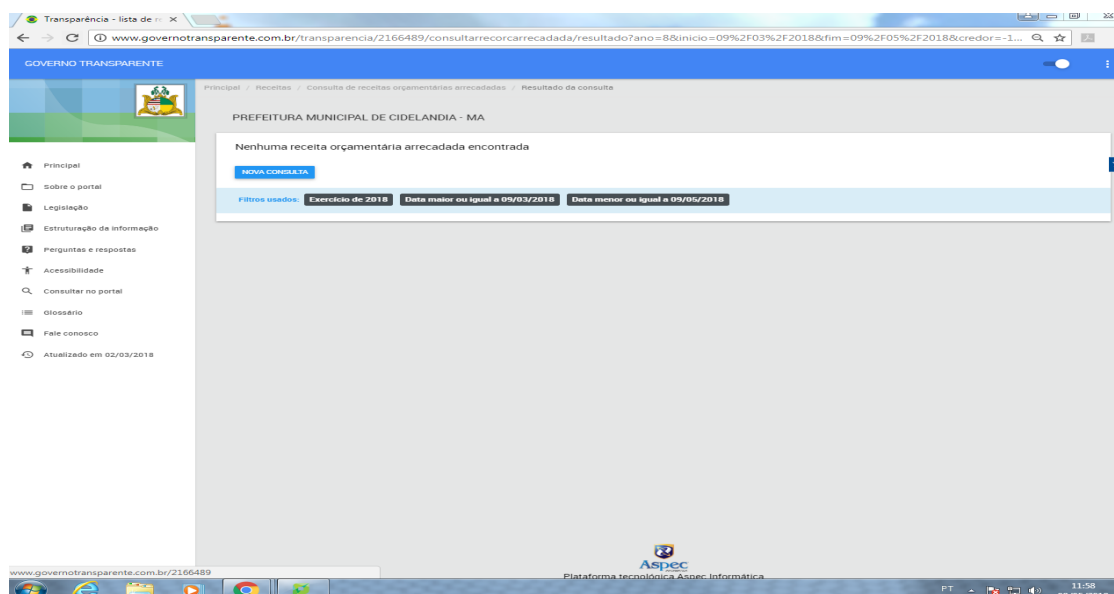 Transparência - lista de r
www.governotransparente.com.br/transparencia/2166489/consultarrecorcarrecadada/resultado?ano=8&inicio=09%2F03%2F2018&fim=09%2F05%2F2018&credor=-1...
GOVERNO TRANSPARENTE
Principal / Receitas / Consulta de receitas orçamentárias arrecadadas / Resultado da consulta
PREFEITURA MUNICIPAL DE CIDELANDIA - MA
Nenhuma receita orçamentária arrecadada encontrada
NOVA CONSULTA
Filtros usados: Exercício de 2018 Data maior ou igual a 09/03/2018 Data menor ou igual a 09/05/2018
Principal
Sobre o portal
Legislação
Estruturação da informação
Perguntas e respostas
Acessibilidade
Consultar no portal
Glossário
Fale conosco
Atualizado em 02/03/2018
Aspec
Plataforma tecnológica Aspec Informática
www.governotransparente.com.br/2166489
PT
11:58